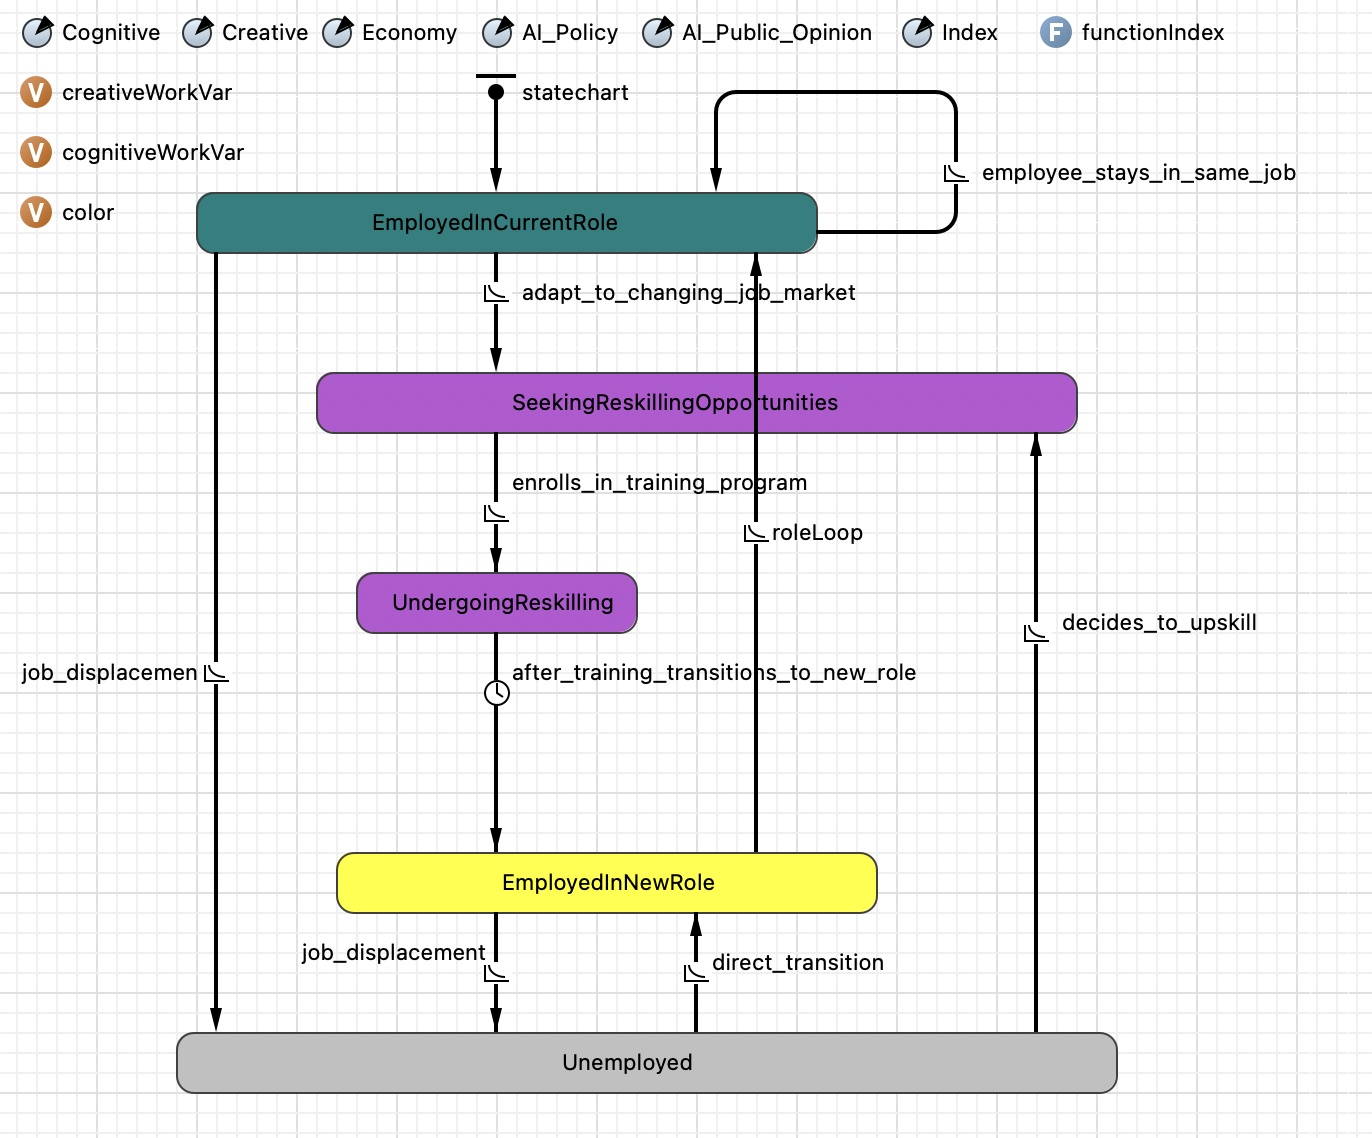 Cognitive
Creative
Economy
AI_Policy
AI_Public_Opinion
Index
F functionIndex
V creativeWorkVar
statechart
V cognitiveWorkVar
employee_stays_in_same_job
V color
EmployedInCurrentRole
adapt_to_changing_job_market
SeekingReskillingOpportunities
enrolls_in_training_program
roleLoop
UndergoingReskilling
decides_to_upskill
job_displacemen
after_training_transitions_to_new_role
EmployedInNewRole
job_displacement
direct_transition
Unemployed